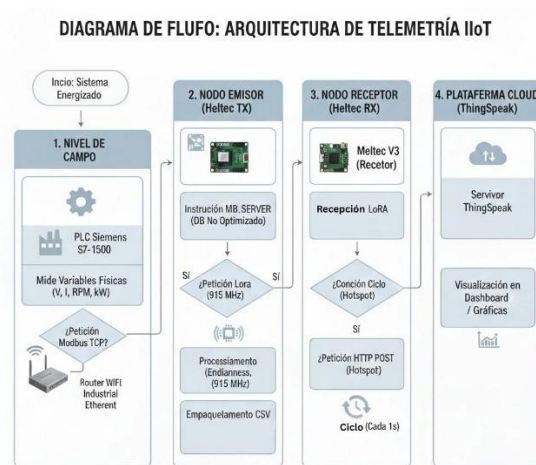 DIAGRAMA DE FLUFO: ARQUITECTURA DE TELEMETRÍA IIoT
Incio: Sistema
Energizado
1. NIVEL DE
CAMPO
PLC Siemens
S7-1500
Mide Variables Físicas
(V, I, RPM, kW)
¿Petición
Modbus TCP?
Router WIFI
Industrial
Etherent
2. NODO EMISOR
(Heltec TX)
Instrución MB_SERVER
(DB No Optimizado)
Sí
¿Petición Lora
(915 MHz)
Sí
Processiamento
(Endianness,
(915 MHz)
Empaquelamento CSV
3. NODO RECEPTOR
(Heltec RX)
Meltec V3
(Recetor)
Recepción LoRA
¿Conción Ciclo
(Hotspot)
Sí
¿Petición HTTP POST
(Hotspot)
Ciclo (Cada 1s)
4. PLATAFERMA CLOUD
(ThingSpeak)
Servivor
ThingSpeak
Visualización en
Dashboard
/ Gráficas